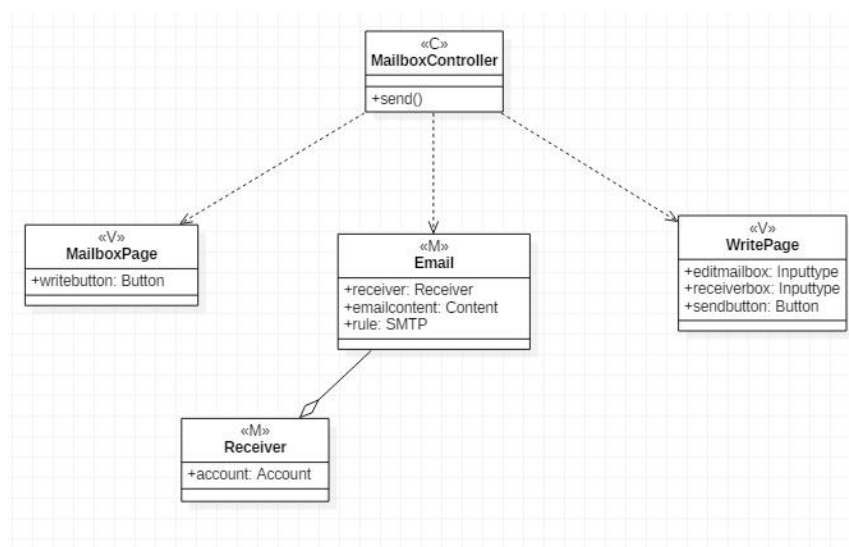 «C»
MailboxController
+send()
«V»
MailboxPage
+writebutton: Button
«M»
Email
+receiver: Receiver
+emailcontent: Content
+rule: SMTP
«V»
WritePage
+editmailbox: Inputtype
+receiverbox: Inputtype
+sendbutton: Button
«M»
Receiver
+account: Account